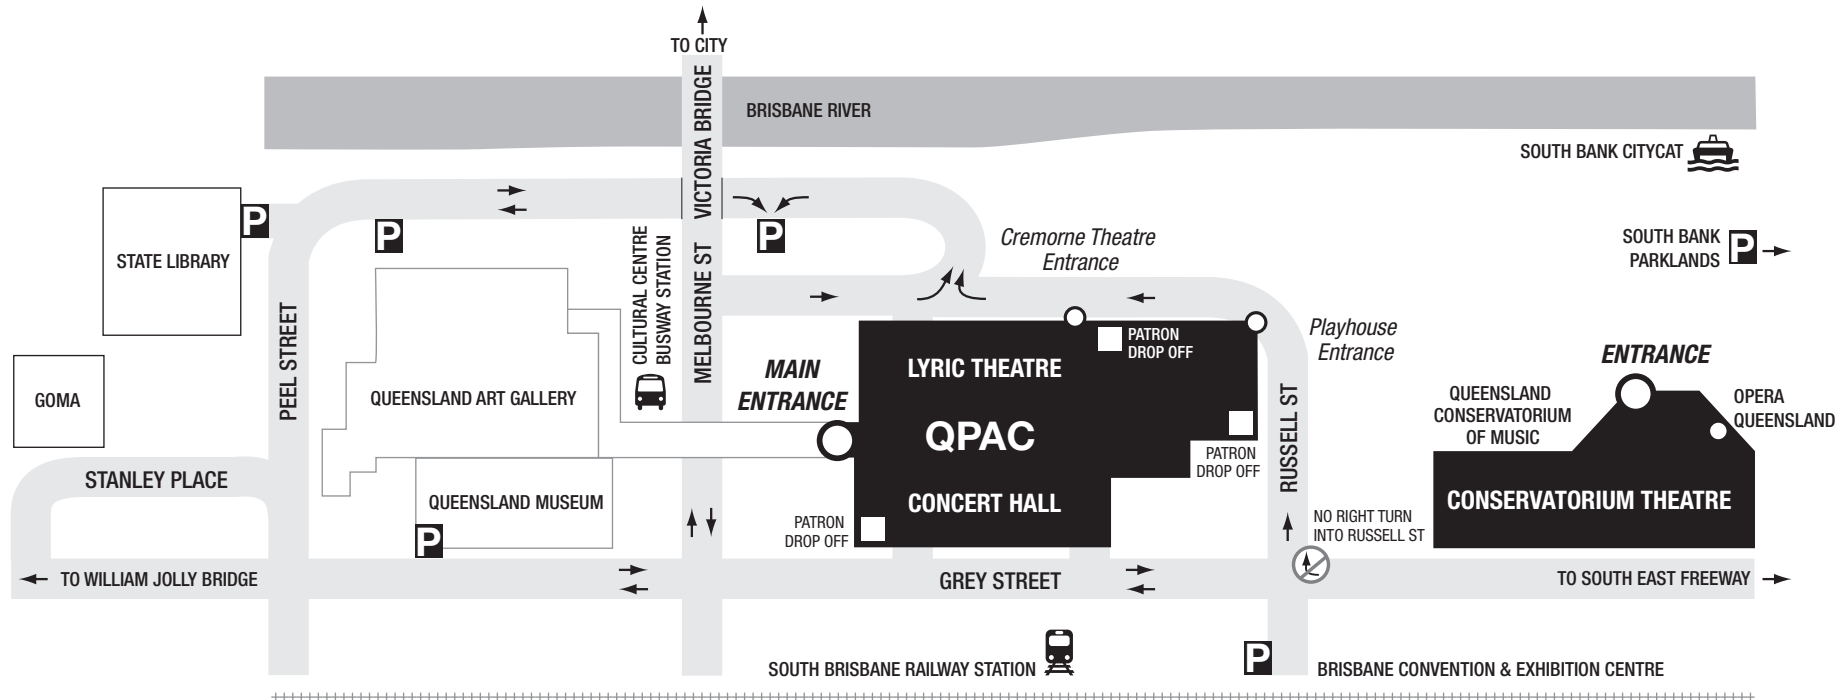 TO CITY
VICTORIA BRIDGE
BRISBANE RIVER
SOUTH BANK CITYCAT
P
STATE LIBRARY
P
P
CULTURAL CENTRE
BUSWAY STATION
MELBOURNE ST
Cremorne Theatre
Entrance
SOUTH BANK
PARKLANDS
P
PEEL STREET
GOMA
QUEENSLAND ART GALLERY
MAIN
ENTRANCE
LYRIC THEATRE
PATRON
DROP OFF
Playhouse
Entrance
RUSSELL ST
ENTRANCE
QUEENSLAND
CONSERVATORIUM
OF MUSIC
OPERA
QUEENSLAND
QPAC
PATRON
DROP OFF
STANLEY PLACE
QUEENSLAND MUSEUM
P
CONCERT HALL
PATRON
DROP OFF
NO RIGHT TURN
INTO RUSSELL ST
CONSERVATORIUM THEATRE
TO WILLIAM JOLLY BRIDGE
GREY STREET
TO SOUTH EAST FREEWAY
SOUTH BRISBANE RAILWAY STATION
P
BRISBANE CONVENTION & EXHIBITION CENTRE